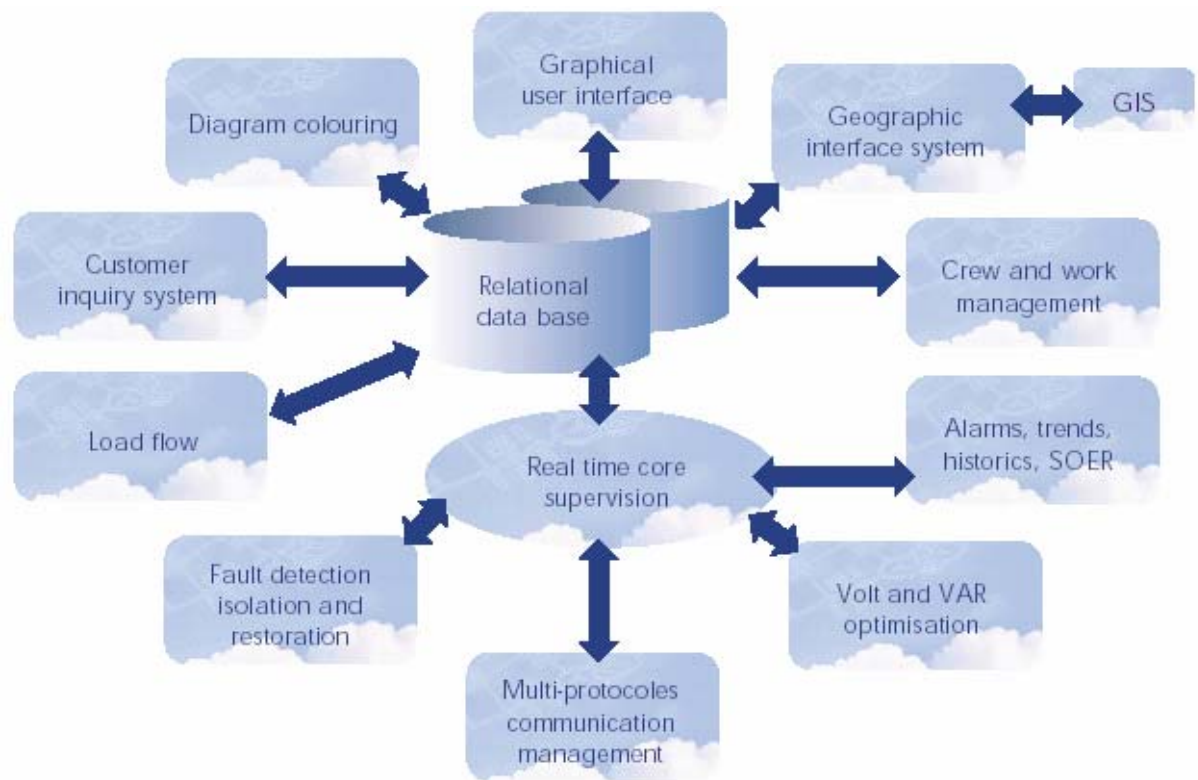 Graphical
user interface
Diagram colouring
Geographic
interface system
GIS
Customer
inquiry system
Relational
data base
Crew and work
management
Load flow
Real time core
supervision
Alarms, trends,
historics, SOER
Fault detection
isolation and
restoration
Volt and VAR
optimisation
Multi-protocoles
communication
management